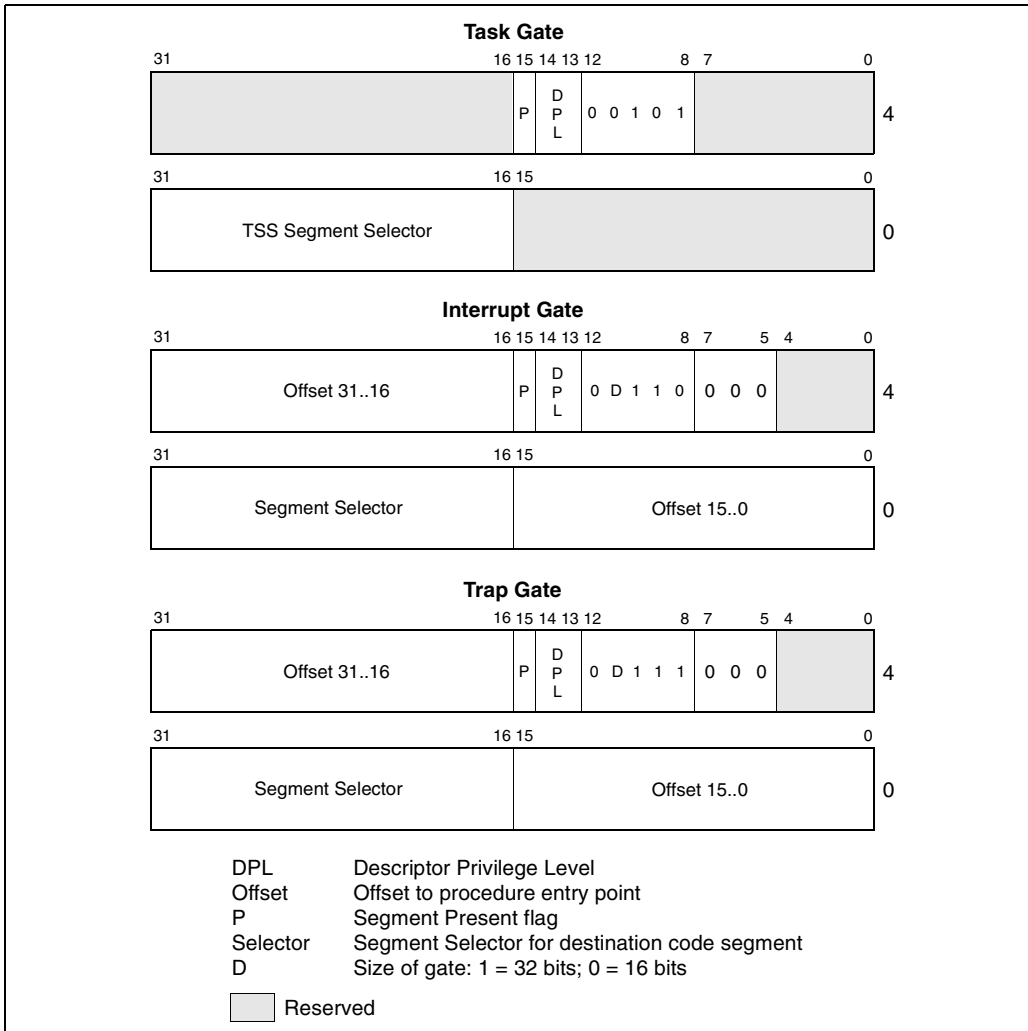 Task Gate
31 16 15 14 13 12 8 7 0
P D P L 0 0 1 0 1 4
31 16 15 0
TSS Segment Selector 0
Interrupt Gate
31 16 15 14 13 12 8 7 5 4 0
Offset 31..16 P D P L 0 D 1 1 0 0 0 0 4
31 16 15 0
Segment Selector Offset 15..0 0
Trap Gate
31 16 15 14 13 12 8 7 5 4 0
Offset 31..16 P D P L 0 D 1 1 1 0 0 0 4
31 16 15 0
Segment Selector Offset 15..0 0
DPL Descriptor Privilege Level
Offset Offset to procedure entry point
P Segment Present flag
Selector Segment Selector for destination code segment
D Size of gate: 1 = 32 bits; 0 = 16 bits
Reserved